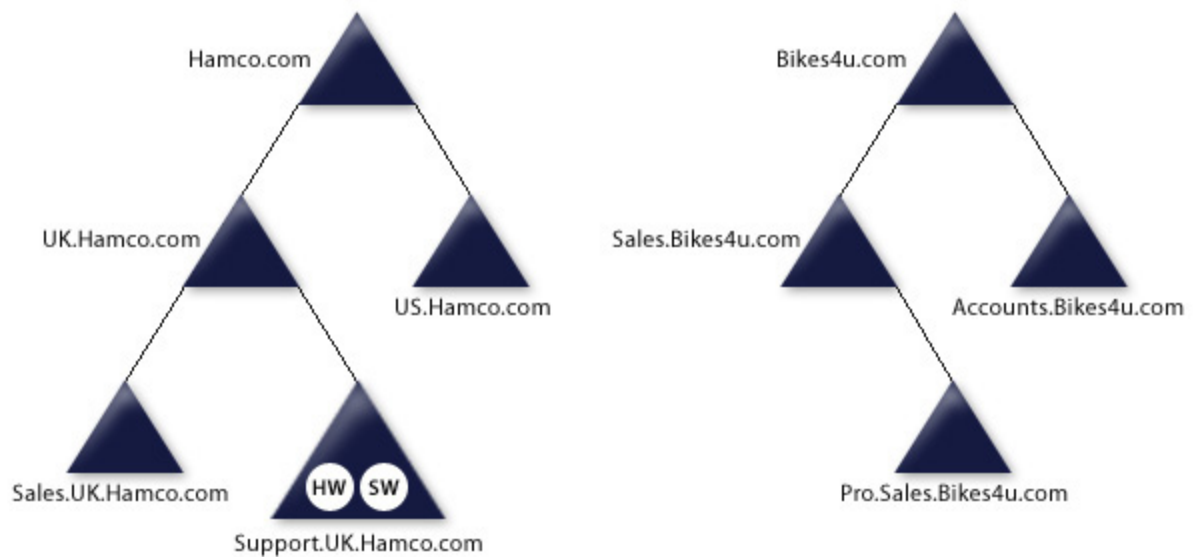 Hamco.com
Bikes4u.com
UK.Hamco.com
Sales.Bikes4u.com
US.Hamco.com
Accounts.Bikes4u.com
HW SW
Sales.UK.Hamco.com
Pro.Sales.Bikes4u.com
Support.UK.Hamco.com